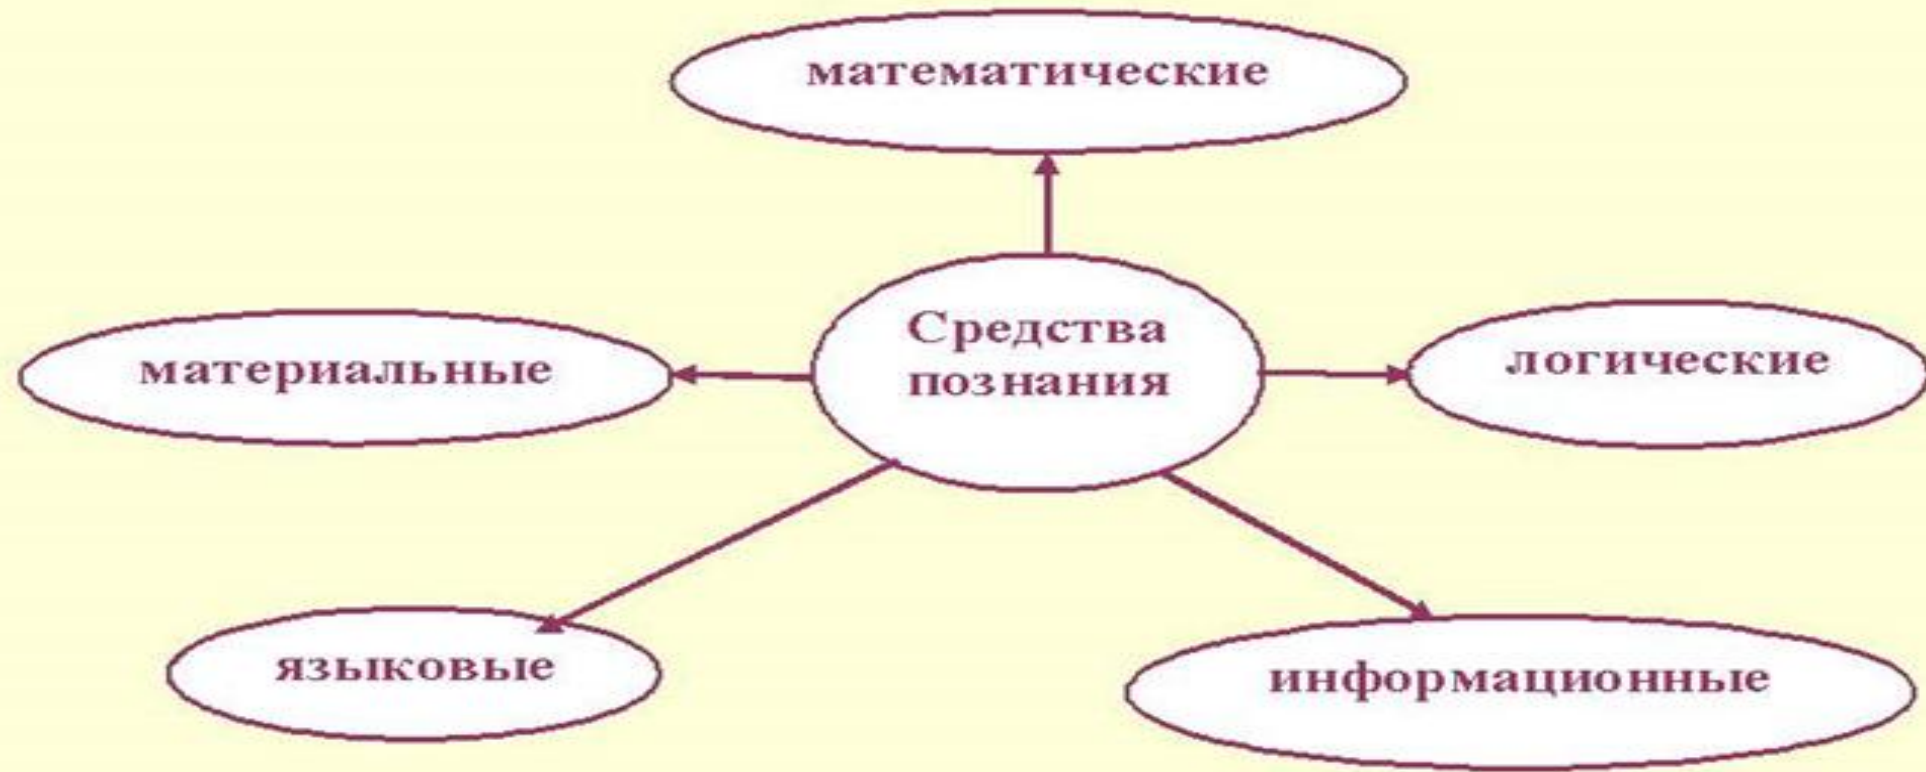 математические
Средства
познания
материальные
логические
языковые
информационные